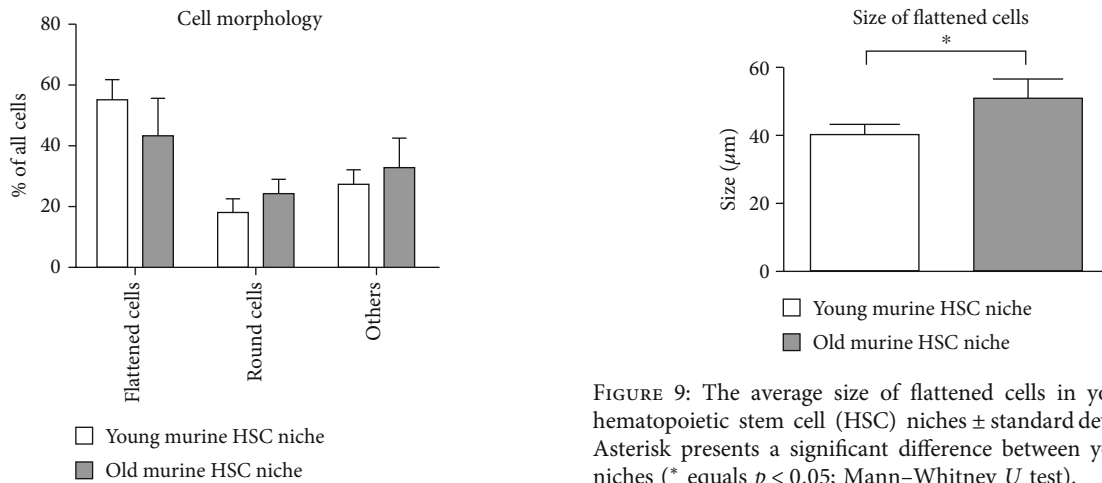 Cell morphology
80
60
40
20
0
% of all cells
Flattened cells
Round cells
Others
Young murine HSC niche
Old murine HSC niche
Size of flattened cells
*
60
40
20
0
Size (μm)
Young murine HSC niche
Old murine HSC niche
FIGURE 9: The average size of flattened cells in yo
hematopoietic stem cell (HSC) niches ± standard dev
Asterisk presents a significant difference between yo
niches (* equals p < 0.05; Mann–Whitney U test).